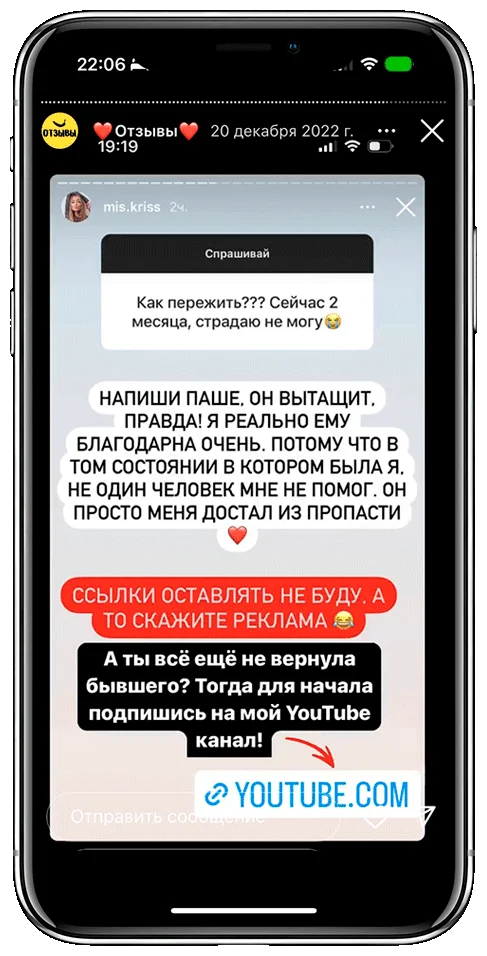 22:06
ОТЗЫВЫ
❤️Отзывы❤️ 20 декабря 2022 г.
19:19
mis.kriss 2ч.
Спрашивай
Как пережить??? Сейчас 2
месяца, страдаю не могу😭
НАПИШИ ПАШЕ, ОН ВЫТАЩИТ,
ПРАВДА! Я РЕАЛЬНО ЕМУ
БЛАГОДАРНА ОЧЕНЬ. ПОТОМУ ЧТО В
ТОМ СОСТОЯНИИ В КОТОРОМ БЫЛА Я,
НЕ ОДИН ЧЕЛОВЕК МНЕ НЕ ПОМОГ. ОН
ПРОСТО МЕНЯ ДОСТАЛ ИЗ ПРОПАСТИ
❤️
ССЫЛКИ ОСТАВЛЯТЬ НЕ БУДУ, А
ТО СКАЖИТЕ РЕКЛАМА 😂
А ты всё ещё не вернула
бывшего? Тогда для начала
подпишись на мой YouTube
канал!
YOUTUBE.COM
Отправить сообщение